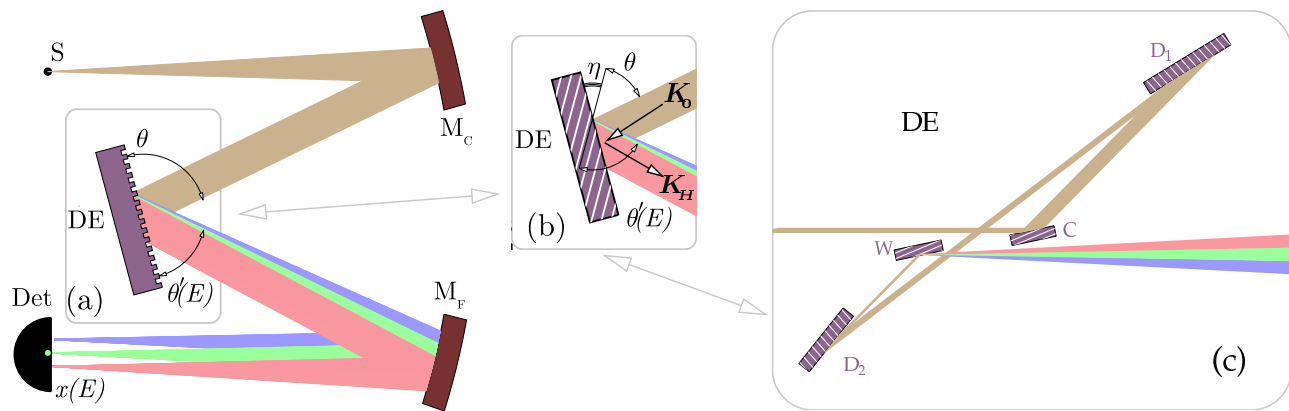 S
M_C
θ
DE
θ′(E)
(a)
M_F
Det
x(E)
η
θ
K_0
DE
K_H
θ′(E)
(b)
D_1
DE
C
W
D_2
(c)